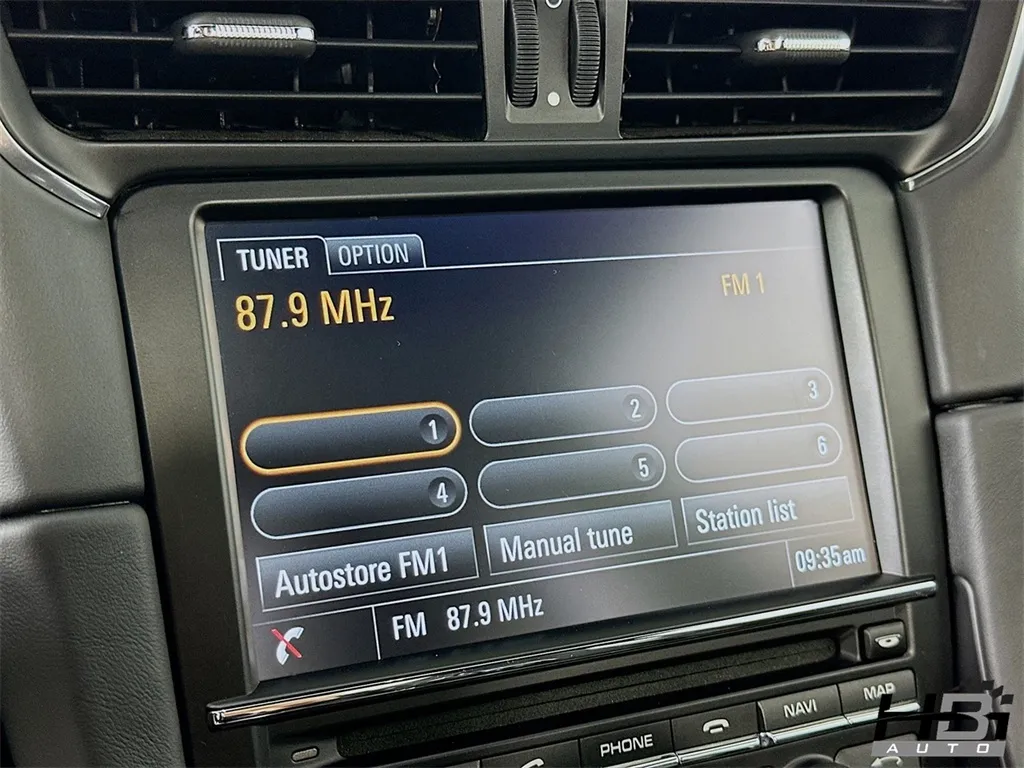 TUNER OPTION
87.9 MHz FM 1
1 2 3
4 5 6
Autostore FM1 Manual tune Station list
FM 87.9 MHz 09:35am
PHONE NAVI MAP
HBI
AUTO